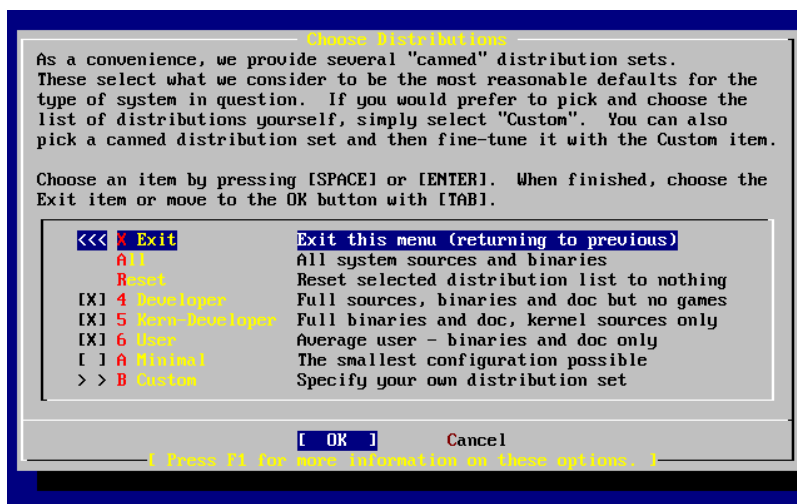 Choose Distributions
As a convenience, we provide several "canned" distribution sets.
These select what we consider to be the most reasonable defaults for the
type of system in question.  If you would prefer to pick and choose the
list of distributions yourself, simply select "Custom".  You can also
pick a canned distribution set and then fine-tune it with the Custom item.
Choose an item by pressing [SPACE] or [ENTER].  When finished, choose the
Exit item or move to the OK button with [TAB].
<<< X Exit Exit this menu (returning to previous)
All All system sources and binaries
Reset Reset selected distribution list to nothing
[X] 4 Developer Full sources, binaries and doc but no games
[X] 5 Kern-Developer Full binaries and doc, kernel sources only
[X] 6 User Average user - binaries and doc only
[ ] A Minimal The smallest configuration possible
> > B Custom Specify your own distribution set
[ OK ] Cancel
[ Press F1 for more information on these options. ]